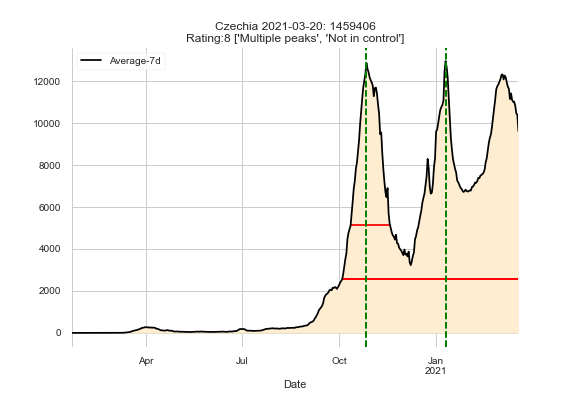 Czechia 2021-03-20: 1459406
Rating:8 ['Multiple peaks', 'Not in control']
Average-7d
12000
10000
8000
6000
4000
2000
0
Apr
Jul
Oct
Jan
2021
Date